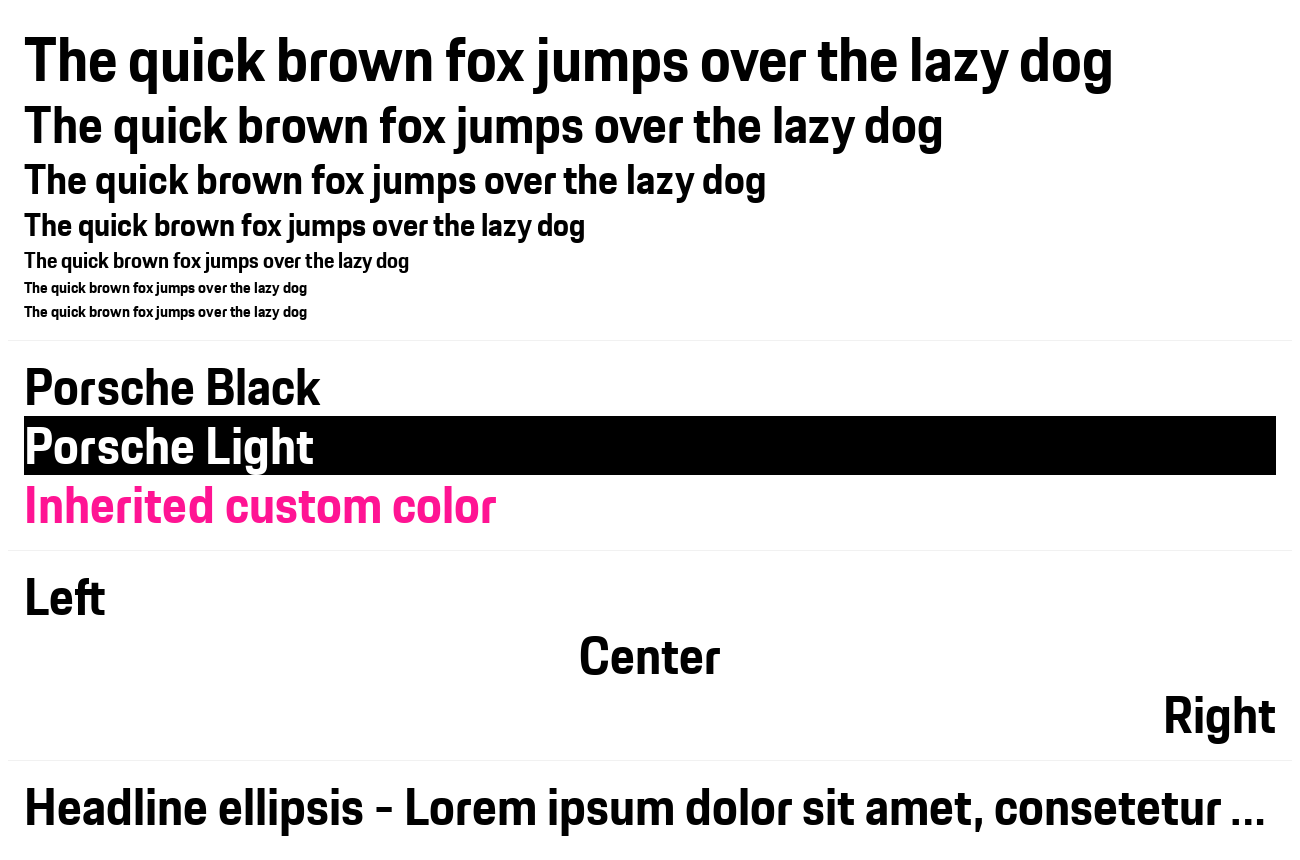 The quick brown fox jumps over the lazy dog
The quick brown fox jumps over the lazy dog
The quick brown fox jumps over the lazy dog
The quick brown fox jumps over the lazy dog
The quick brown fox jumps over the lazy dog
The quick brown fox jumps over the lazy dog
The quick brown fox jumps over the lazy dog
Porsche Black
Porsche Light
Inherited custom color
Left
Center
Right
Headline ellipsis - Lorem ipsum dolor sit amet, consetetur ...